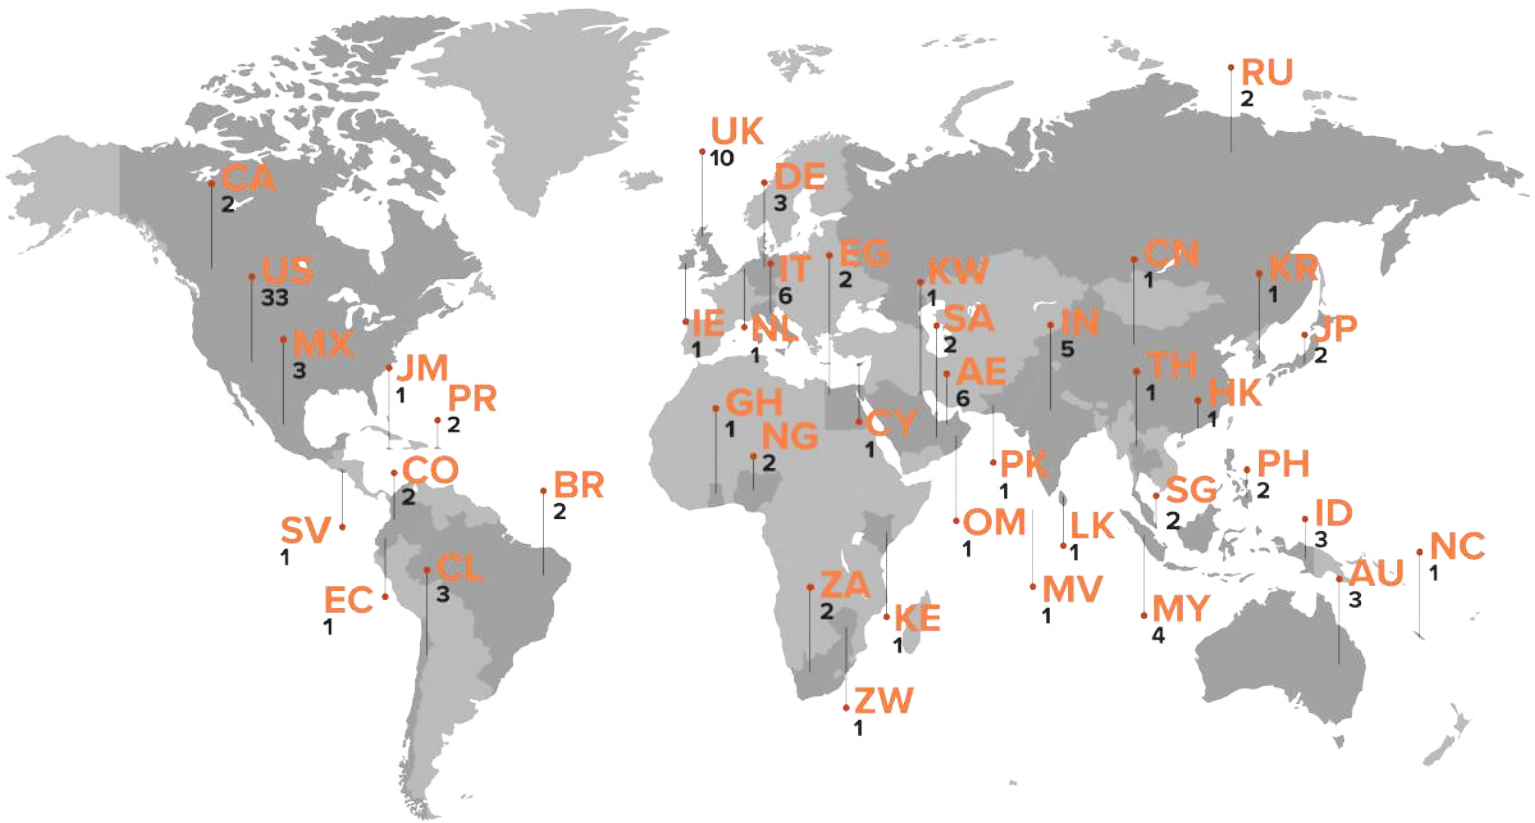 RU
2
UK
10
CA
2
DE
3
US
33
IT
6
EG
2
KW
1
CN
1
KR
1
MX
3
IE
1
NL
1
SA
2
IN
5
JP
2
JM
1
PR
2
AE
6
TH
1
HK
1
GH
1
NG
2
CY
1
CO
2
BR
2
PK
1
SG
2
PH
2
SV
1
OM
1
LK
1
ID
3
NC
1
EC
1
CL
3
ZA
2
KE
1
MV
1
MY
4
AU
3
ZW
1